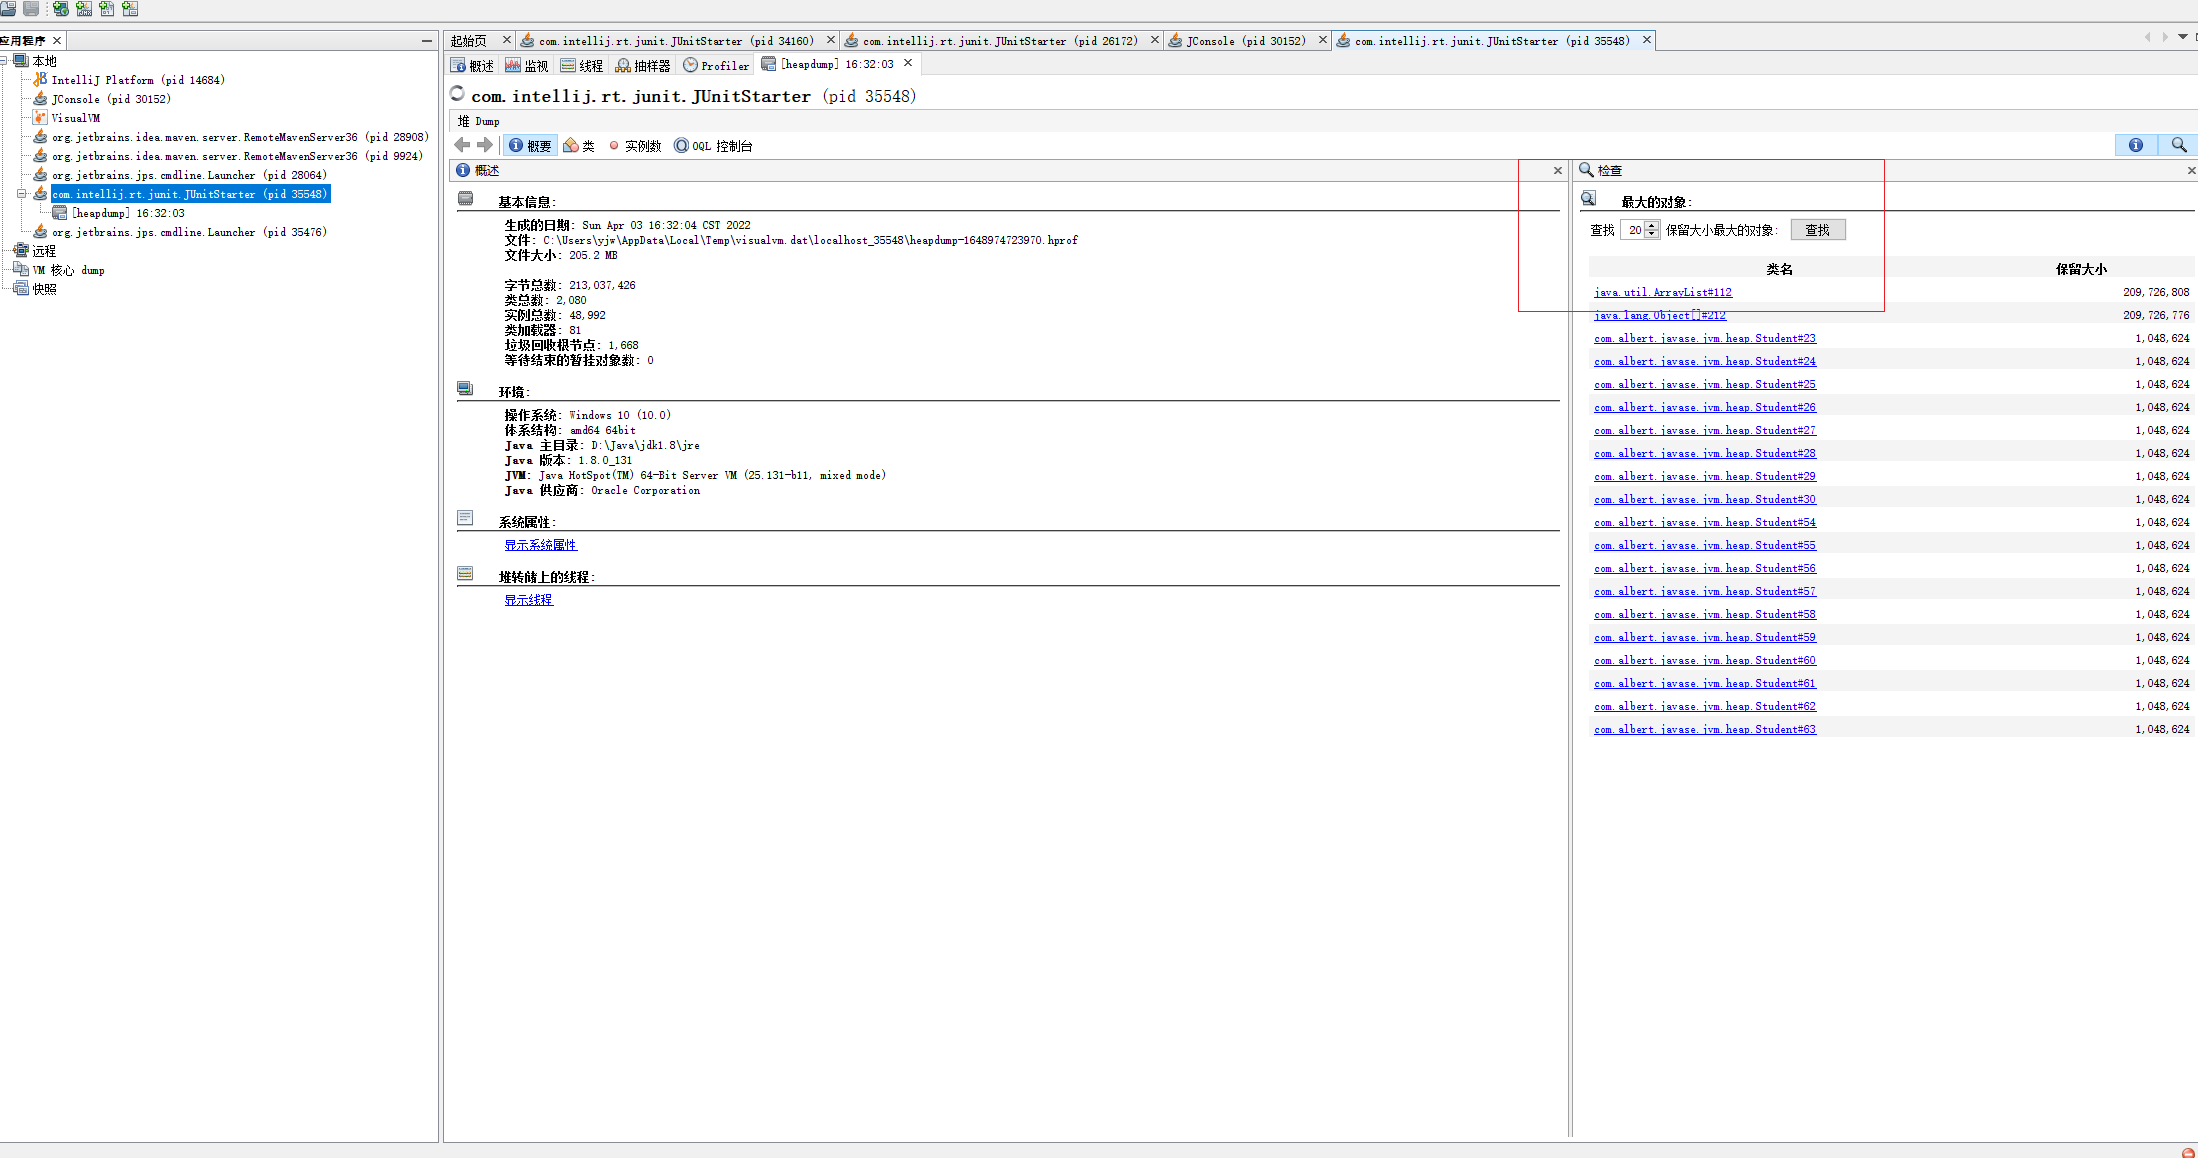 应用程序
本地
IntelliJ Platform (pid 14684)
JConsole (pid 30152)
VisualVM
org.jetbrains.idea.maven.server.RemoteMavenServer36 (pid 28908)
org.jetbrains.idea.maven.server.RemoteMavenServer36 (pid 9924)
org.jetbrains.jps.cmdline.Launcher (pid 28064)
com.intellij.rt.junit.JUnitStarter (pid 35548)
[heapdump] 16:32:03
org.jetbrains.jps.cmdline.Launcher (pid 35476)
远程
VM 核心 dump
快照
起始页 com.intellij.rt.junit.JUnitStarter (pid 34160) com.intellij.rt.junit.JUnitStarter (pid 26172) JConsole (pid 30152) com.intellij.rt.junit.JUnitStarter (pid 35548)
概述 监视 线程 抽样器 Profiler [heapdump] 16:32:03
com.intellij.rt.junit.JUnitStarter (pid 35548)
堆 Dump
概要 类 实例数 OQL 控制台
概述
基本信息:
生成的日期: Sun Apr 03 16:32:04 CST 2022
文件: C:\Users\yjw\AppData\Local\Temp\visualvm.dat\localhost_35548\heapdump-1648974723970.hprof
文件大小: 205.2 MB
字节总数: 213,037,426
类总数: 2,080
实例总数: 48,992
类加载器: 81
垃圾回收根节点: 1,668
等待结束的暂挂对象数: 0
环境:
操作系统: Windows 10 (10.0)
体系结构: amd64 64bit
Java 主目录: D:\Java\jdk1.8\jre
Java 版本: 1.8.0_131
JVM: Java HotSpot(TM) 64-Bit Server VM (25.131-b11, mixed mode)
Java 供应商: Oracle Corporation
系统属性:
显示系统属性
堆转储上的线程:
显示线程
检查
最大的对象:
查找 20 保留大小最大的对象: 查找
类名 保留大小
java.util.ArrayList#112 209,726,808
java.lang.Object[]#212 209,726,776
com.albert.javase.jvm.heap.Student#23 1,048,624
com.albert.javase.jvm.heap.Student#24 1,048,624
com.albert.javase.jvm.heap.Student#25 1,048,624
com.albert.javase.jvm.heap.Student#26 1,048,624
com.albert.javase.jvm.heap.Student#27 1,048,624
com.albert.javase.jvm.heap.Student#28 1,048,624
com.albert.javase.jvm.heap.Student#29 1,048,624
com.albert.javase.jvm.heap.Student#30 1,048,624
com.albert.javase.jvm.heap.Student#54 1,048,624
com.albert.javase.jvm.heap.Student#55 1,048,624
com.albert.javase.jvm.heap.Student#56 1,048,624
com.albert.javase.jvm.heap.Student#57 1,048,624
com.albert.javase.jvm.heap.Student#58 1,048,624
com.albert.javase.jvm.heap.Student#59 1,048,624
com.albert.javase.jvm.heap.Student#60 1,048,624
com.albert.javase.jvm.heap.Student#61 1,048,624
com.albert.javase.jvm.heap.Student#62 1,048,624
com.albert.javase.jvm.heap.Student#63 1,048,624